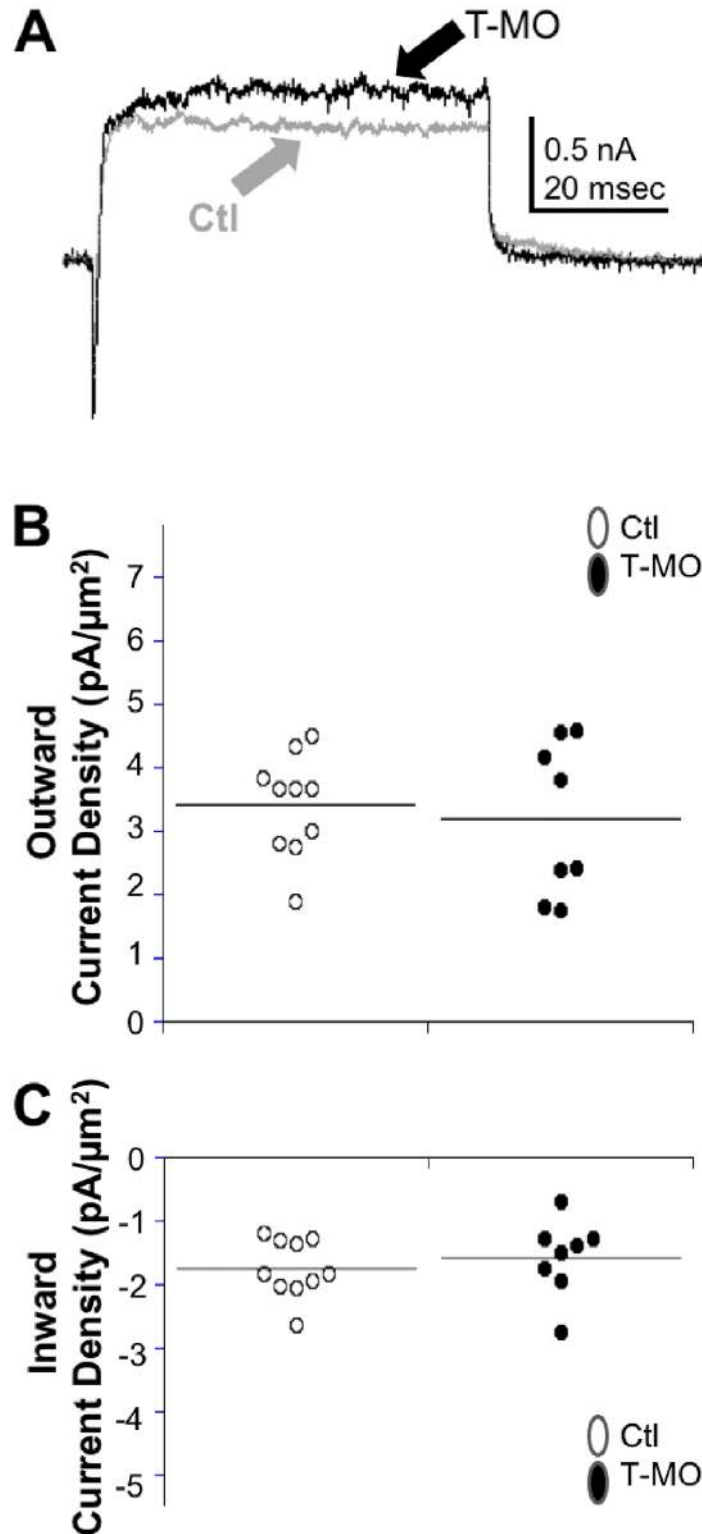 A
T-MO
0.5 nA
20 msec
Ctl
B
Outward
Current Density (pA/µm²)
7
6
5
4
3
2
1
0
Ctl
T-MO
C
Inward
Current Density (pA/µm²)
0
-1
-2
-3
-4
-5
Ctl
T-MO